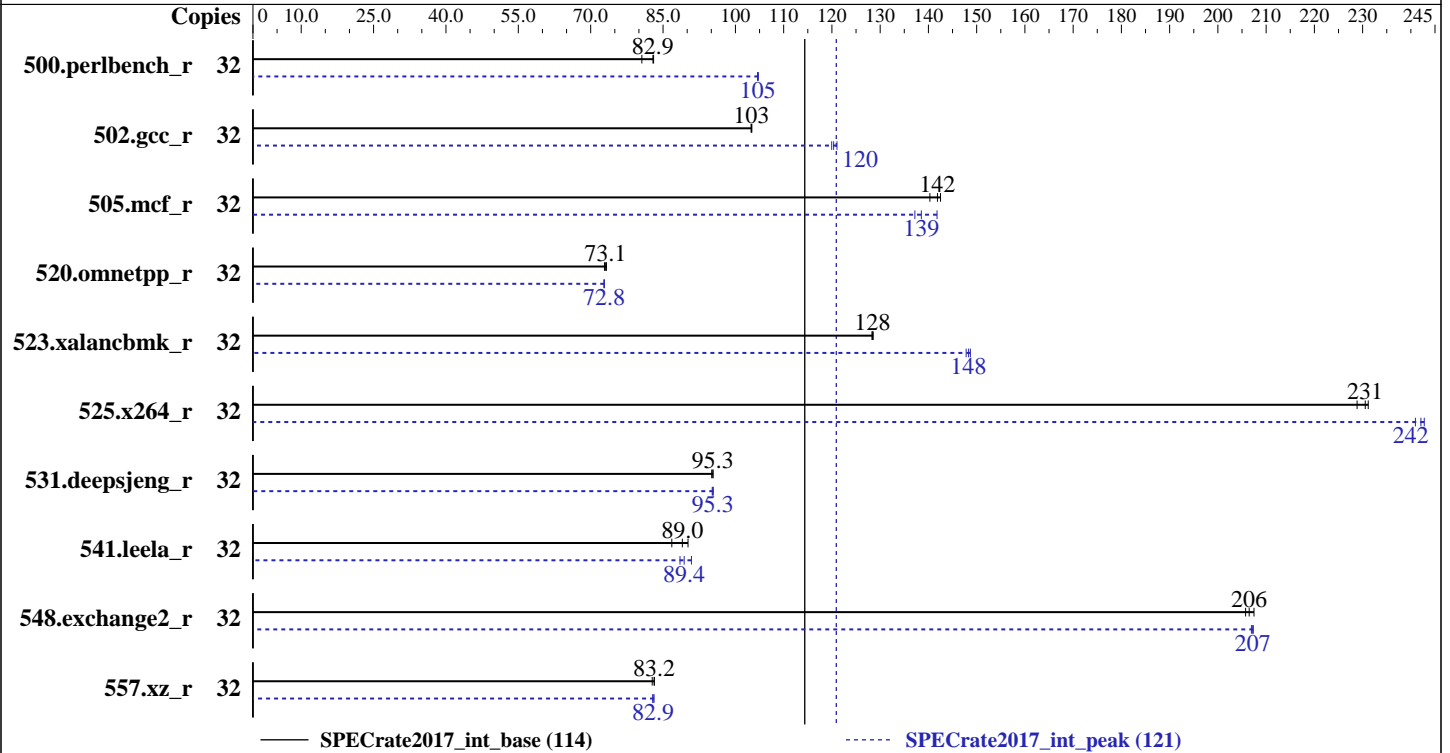 Copies 0 10.0 25.0 40.0 55.0 70.0 85.0 100 110 120 130 140 150 160 170 180 190 200 210 220 230 245
82.9
500.perlbench_r 32
105
103
502.gcc_r 32
120
142
505.mcf_r 32
139
73.1
520.omnetpp_r 32
72.8
128
523.xalancbmk_r 32
148
231
525.x264_r 32
242
95.3
531.deepsjeng_r 32
95.3
89.0
541.leela_r 32
89.4
206
548.exchange2_r 32
207
83.2
557.xz_r 32
82.9
SPECrate2017_int_base (114) SPECrate2017_int_peak (121)